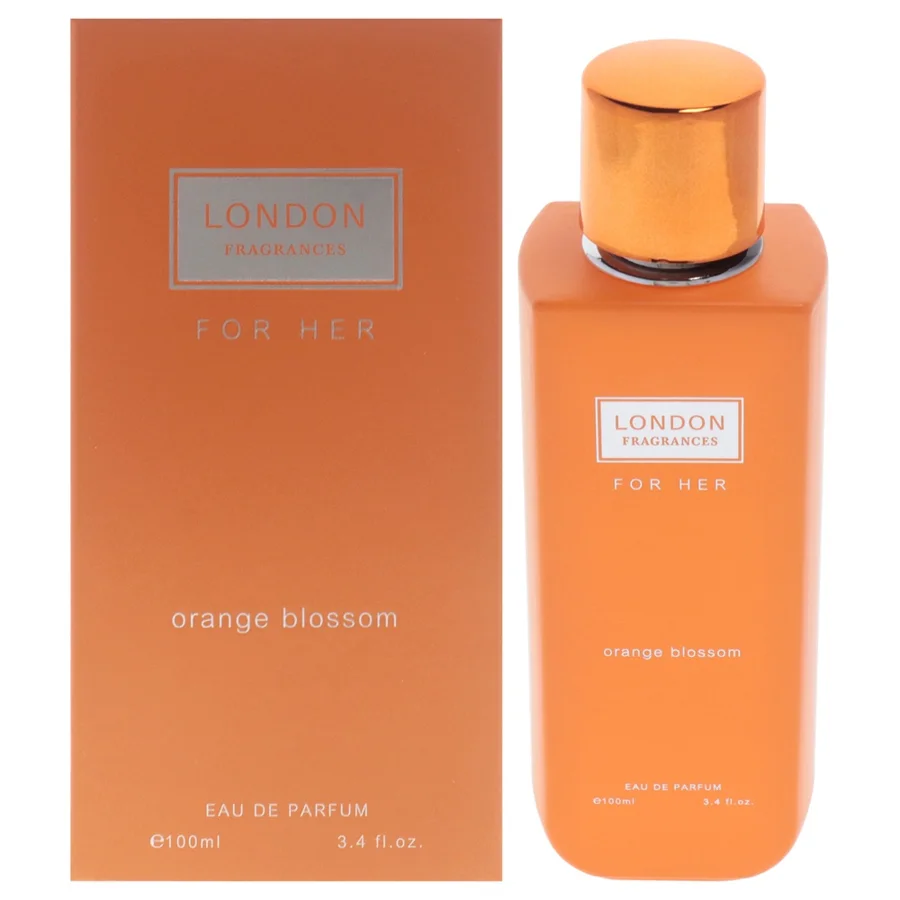 LONDON
FRAGRANCES
FOR HER
orange blossom
EAU DE PARFUM
℮100ml 3.4 fl.oz.
LONDON
FRAGRANCES
FOR HER
orange blossom
EAU DE PARFUM
℮100ml 3.4 fl.oz.